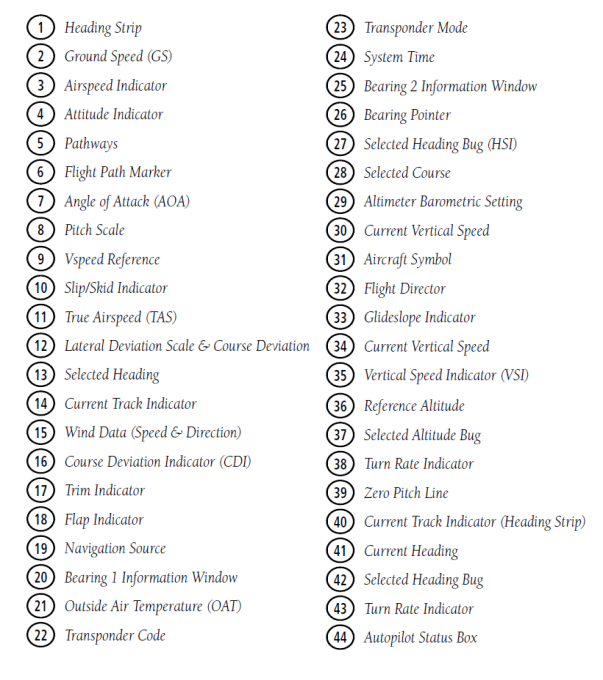 1 Heading Strip
2 Ground Speed (GS)
3 Airspeed Indicator
4 Attitude Indicator
5 Pathways
6 Flight Path Marker
7 Angle of Attack (AOA)
8 Pitch Scale
9 Vspeed Reference
10 Slip/Skid Indicator
11 True Airspeed (TAS)
12 Lateral Deviation Scale & Course Deviation
13 Selected Heading
14 Current Track Indicator
15 Wind Data (Speed & Direction)
16 Course Deviation Indicator (CDI)
17 Trim Indicator
18 Flap Indicator
19 Navigation Source
20 Bearing 1 Information Window
21 Outside Air Temperature (OAT)
22 Transponder Code
23 Transponder Mode
24 System Time
25 Bearing 2 Information Window
26 Bearing Pointer
27 Selected Heading Bug (HSI)
28 Selected Course
29 Altimeter Barometric Setting
30 Current Vertical Speed
31 Aircraft Symbol
32 Flight Director
33 Glideslope Indicator
34 Current Vertical Speed
35 Vertical Speed Indicator (VSI)
36 Reference Altitude
37 Selected Altitude Bug
38 Turn Rate Indicator
39 Zero Pitch Line
40 Current Track Indicator (Heading Strip)
41 Current Heading
42 Selected Heading Bug
43 Turn Rate Indicator
44 Autopilot Status Box